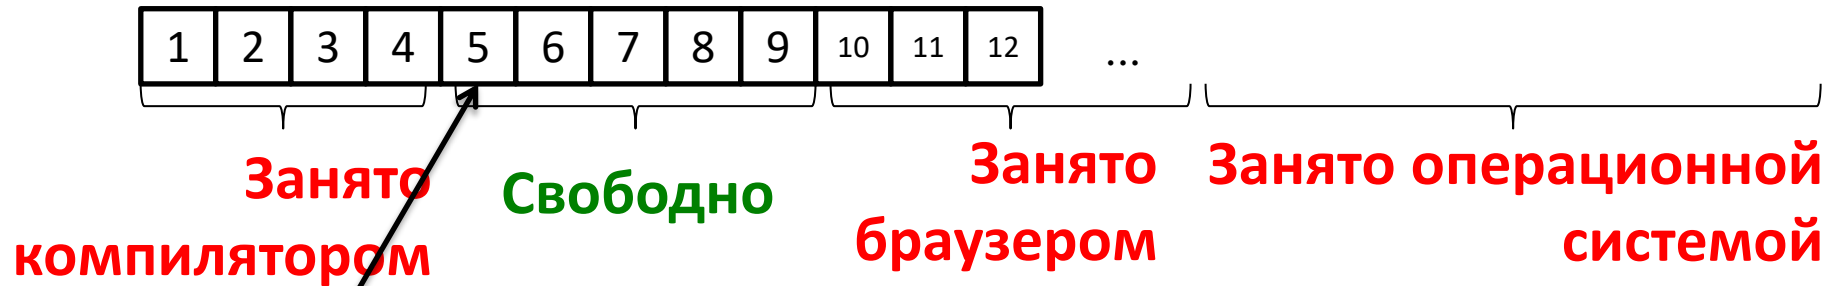 1 2 3 4 5 6 7 8 9 10 11 12 ...
Занято
компилятором
Свободно
Занято
браузером
Занято операционной
системой